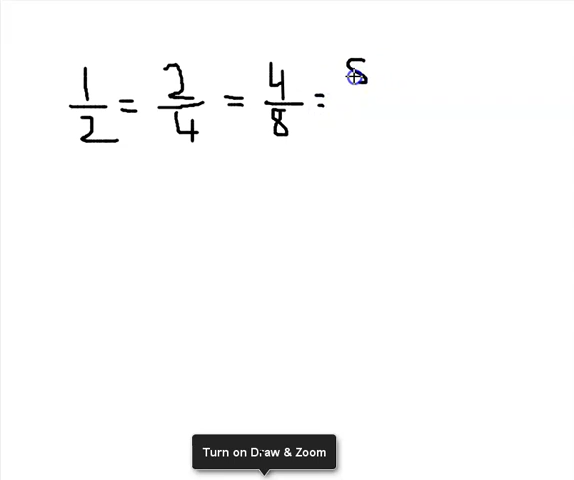 1/2 = 2/4 = 4/8 =
Turn on Draw & Zoom